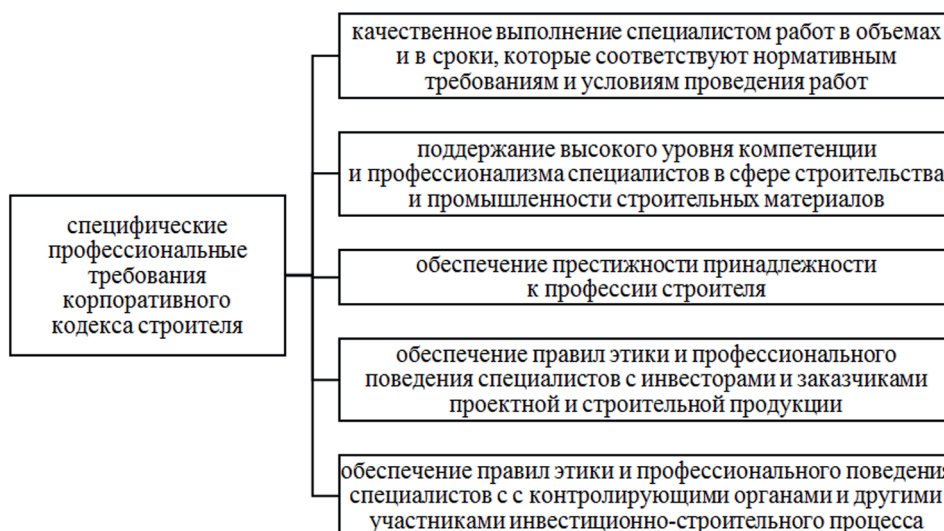 качественное выполнение специалистом работ в объемах
и в сроки, которые соответствуют нормативным
требованиям и условиям проведения работ
поддержание высокого уровня компетенции
и профессионализма специалистов в сфере строительства
и промышленности строительных материалов
специфические
профессиональные
требования
корпоративного
кодекса строителя
обеспечение престижности принадлежности
к профессии строителя
обеспечение правил этики и профессионального
поведения специалистов с инвесторами и заказчиками
проектной и строительной продукции
обеспечение правил этики и профессионального поведения
специалистов с с контролирующими органами и другими
участниками инвестиционно-строительного процесса